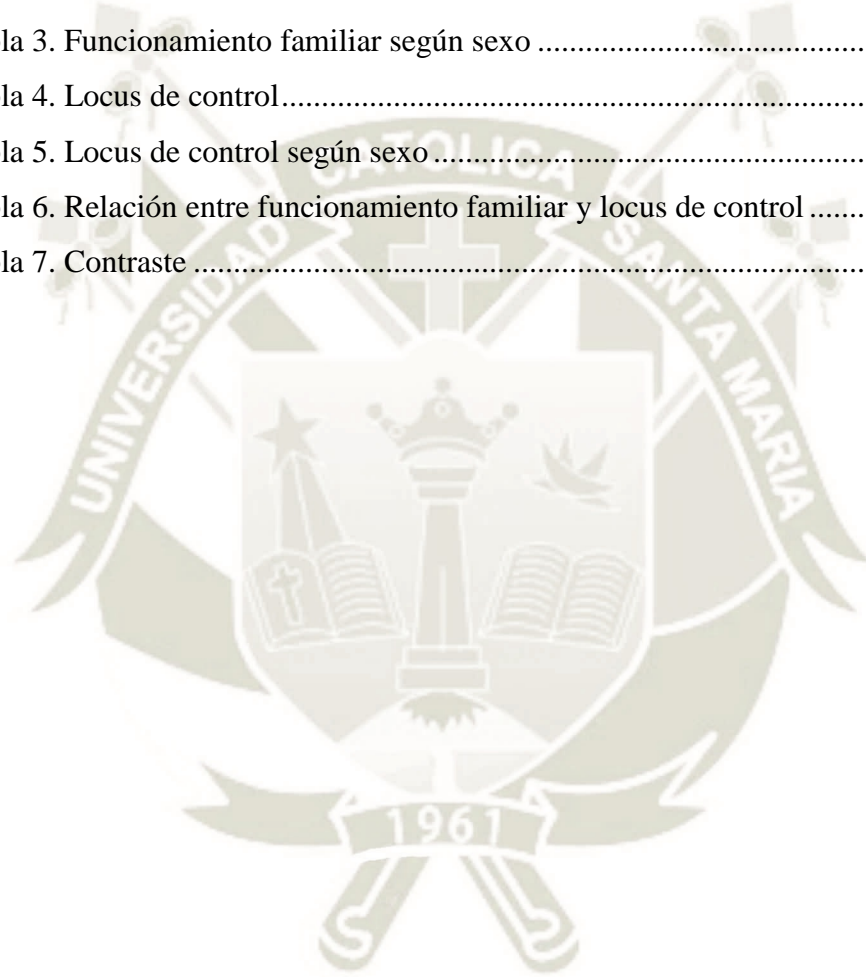 la 3. Funcionamiento familiar según sexo ........................................
la 4. Locus de control........................................................................
la 5. Locus de control según sexo .....................................................
la 6. Relación entre funcionamiento familiar y locus de control .......
la 7. Contraste ...................................................................................
UNIVERSIDAD CATOLICA SANTA MARIA
1961